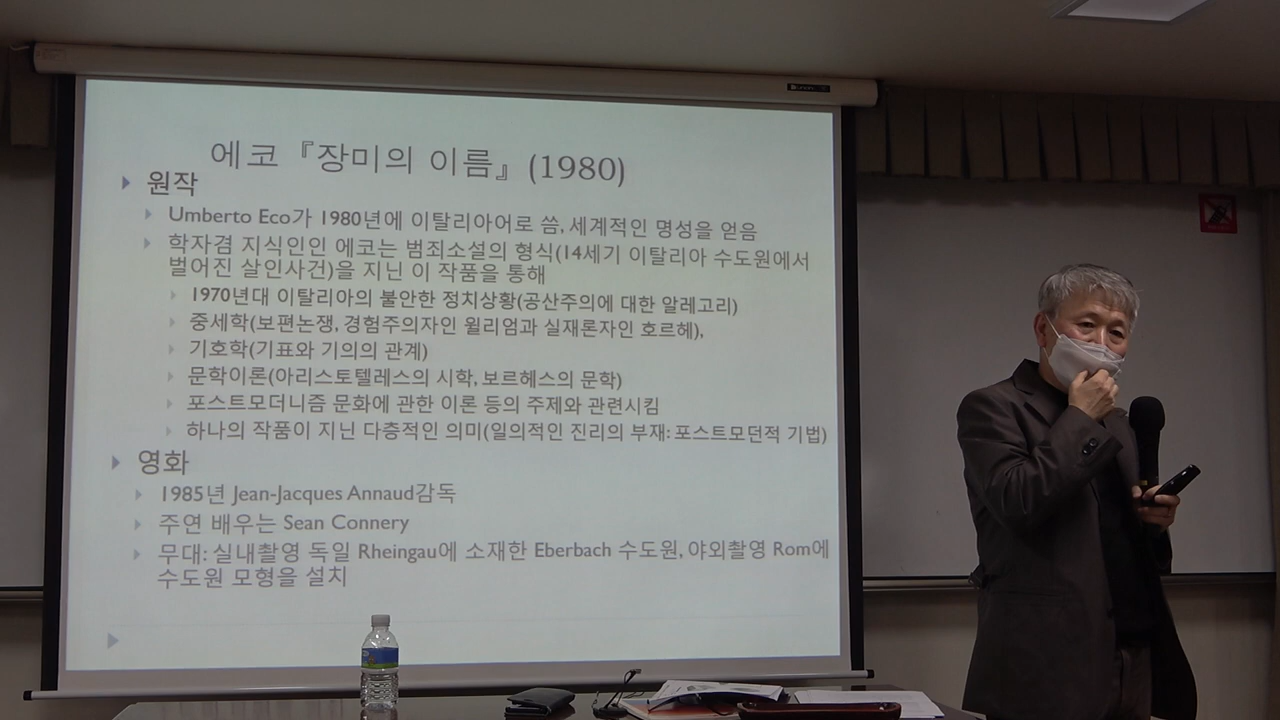 에코『장미의 이름』(1980)
원작
Umberto Eco가 1980년에 이탈리아어로 씀, 세계적인 명성을 얻음
학자겸 지식인인 에코는 범죄소설의 형식(14세기 이탈리아 수도원에서
벌어진 살인사건)을 지닌 이 작품을 통해
1970년대 이탈리아의 불안한 정치상황(공산주의에 대한 알레고리)
중세학(보편논쟁, 경험주의자인 윌리엄과 실재론자인 호르헤),
기호학(기표와 기의의 관계)
문학이론(아리스토텔레스의 시학, 보르헤스의 문학)
포스트모더니즘 문화에 관한 이론 등의 주제와 관련시킴
하나의 작품이 지닌 다층적인 의미(일의적인 진리의 부재: 포스트모던적 기법)
영화
1985년 Jean-Jacques Annaud감독
주연 배우는 Sean Connery
무대: 실내촬영 독일 Rheingau에 소재한 Eberbach 수도원, 야외촬영 Rom에
수도원 모형을 설치